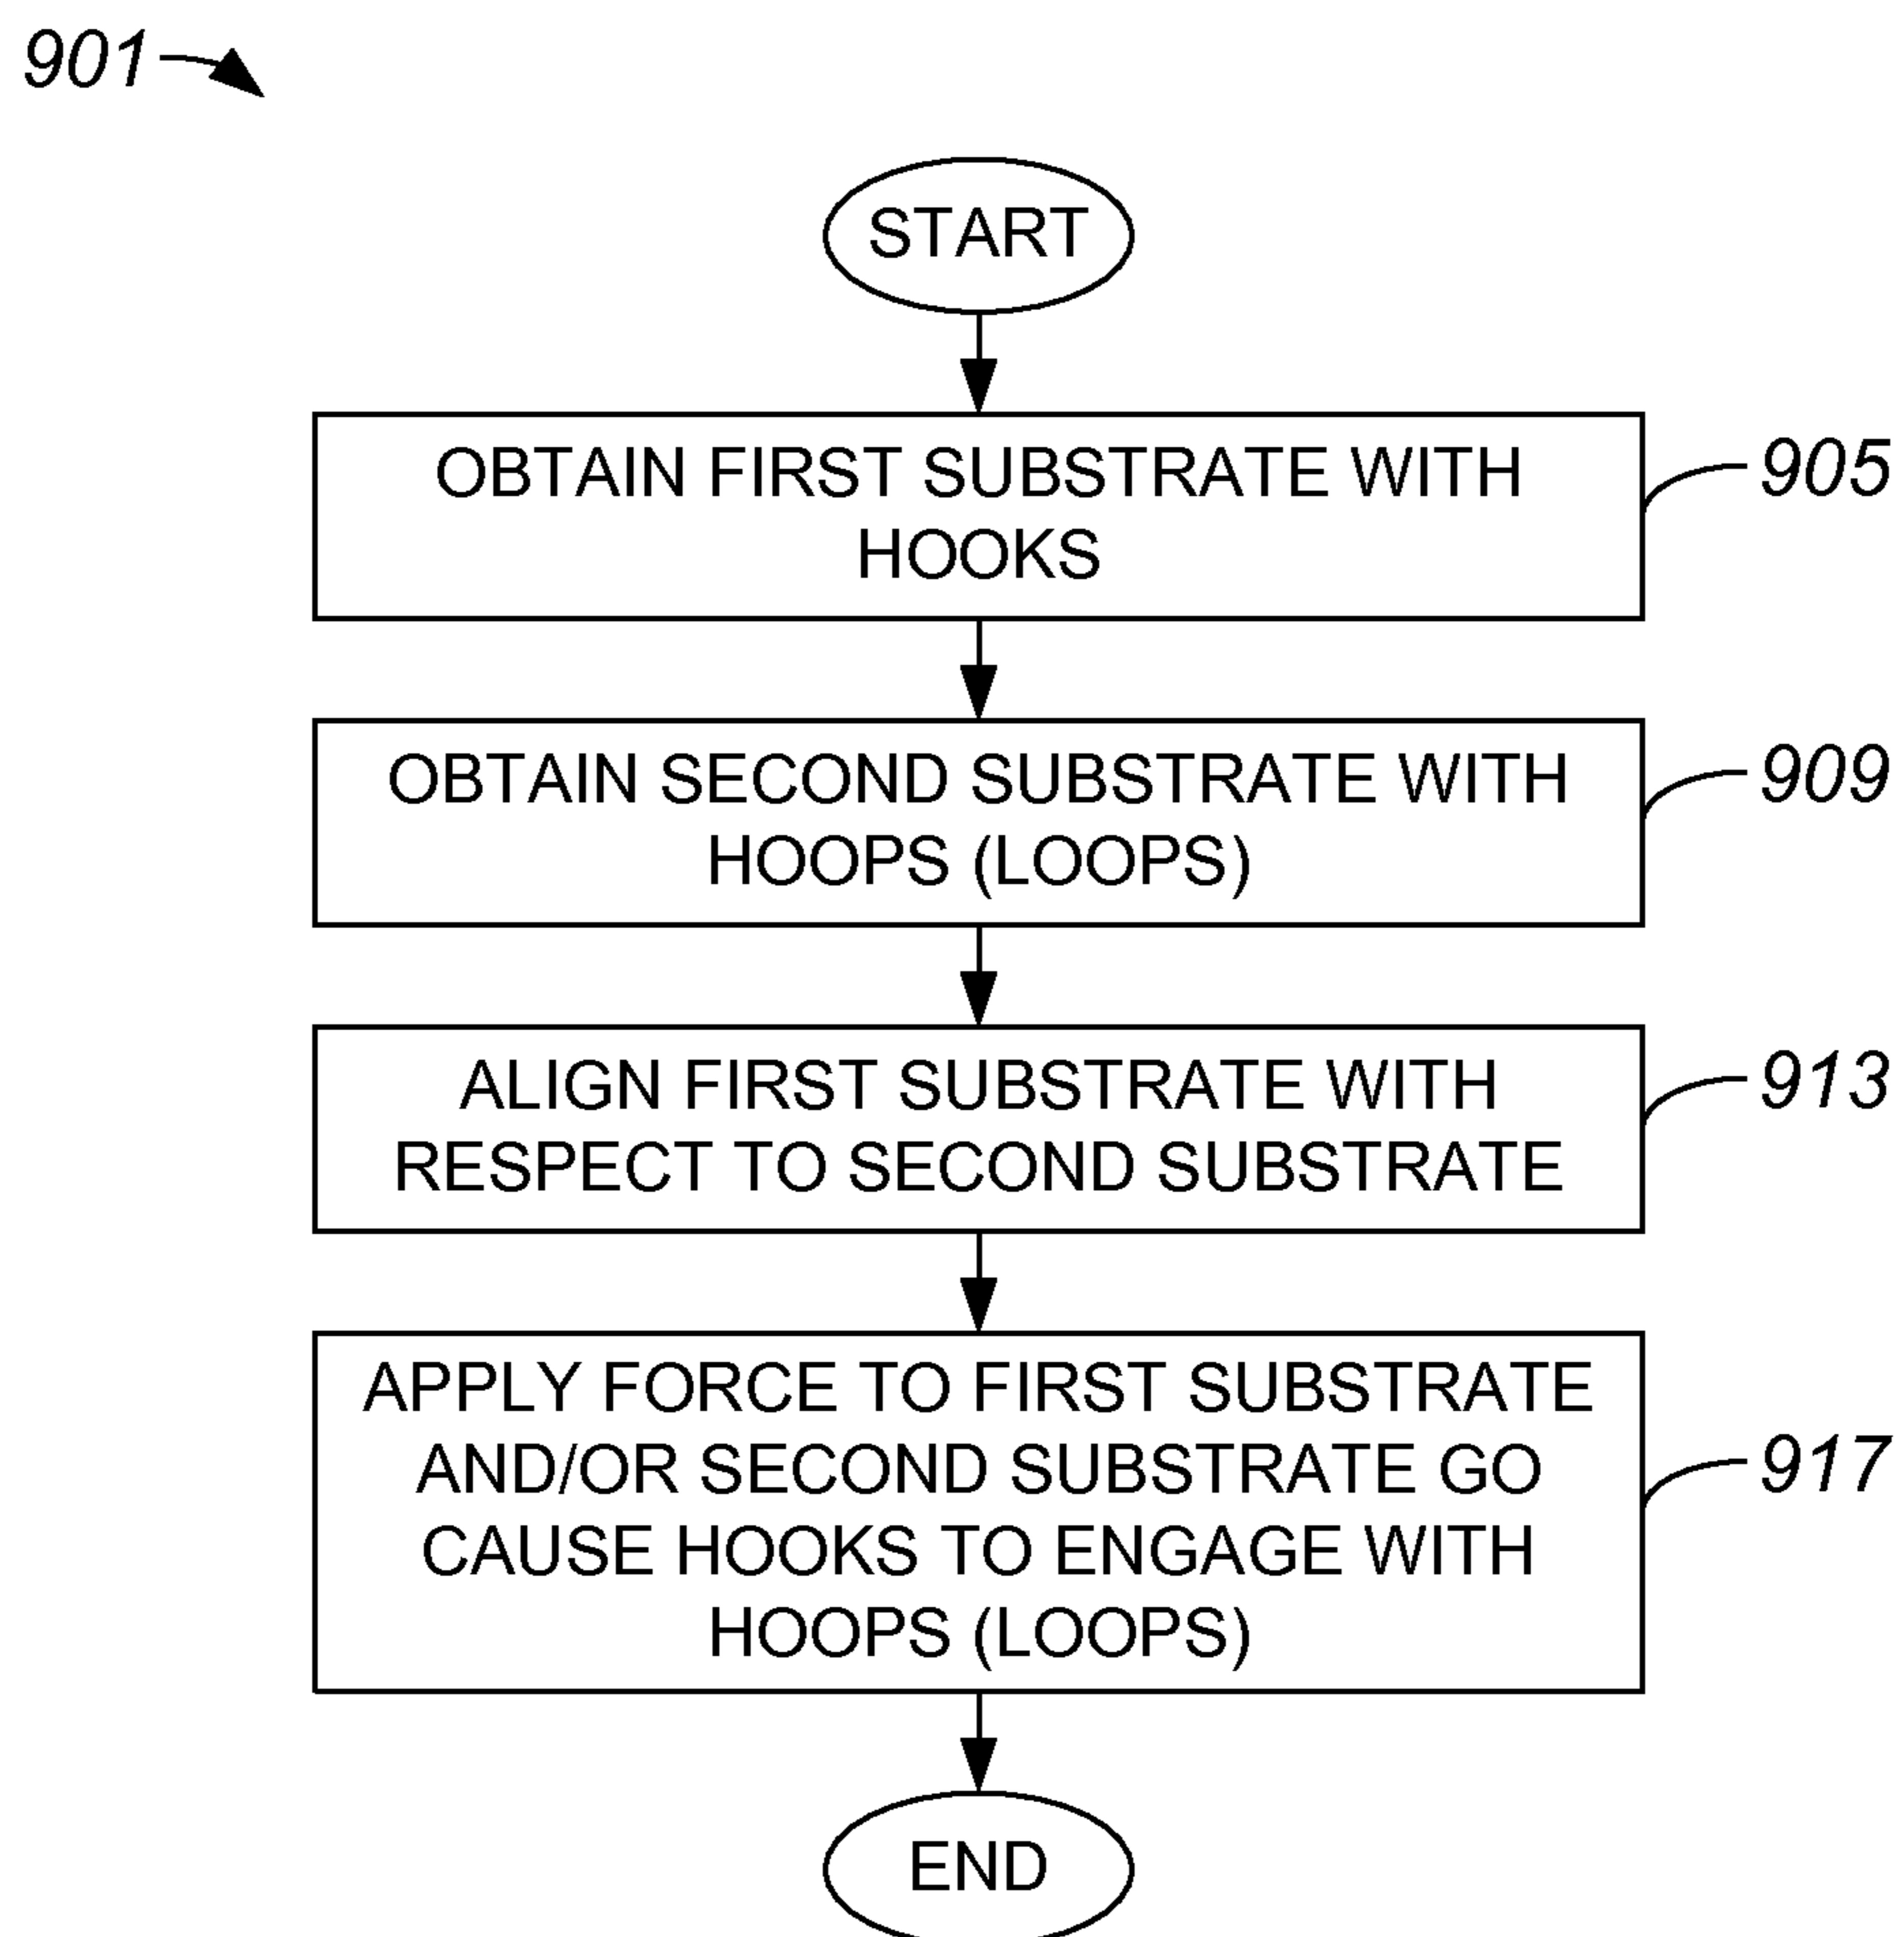 901
START
OBTAIN FIRST SUBSTRATE WITH
HOOKS
905
OBTAIN SECOND SUBSTRATE WITH
HOOPS (LOOPS)
909
ALIGN FIRST SUBSTRATE WITH
RESPECT TO SECOND SUBSTRATE
913
APPLY FORCE TO FIRST SUBSTRATE
AND/OR SECOND SUBSTRATE GO
CAUSE HOOKS TO ENGAGE WITH
HOOPS (LOOPS)
917
END